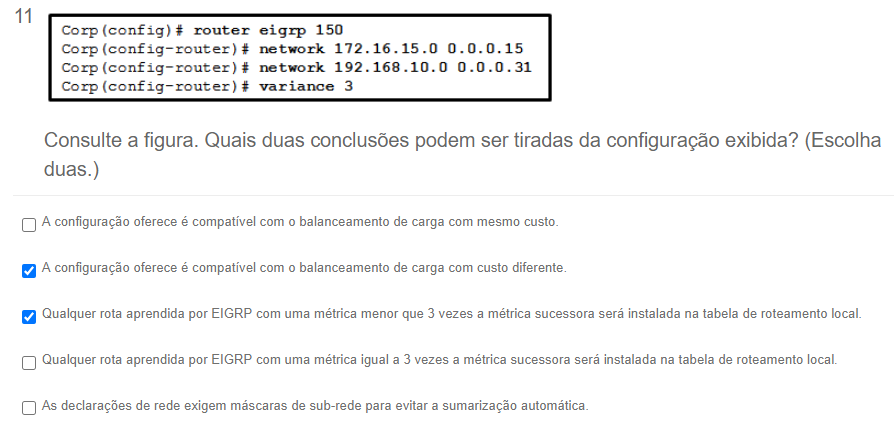 11
Corp(config)# router eigrp 150
Corp(config-router)# network 172.16.15.0 0.0.0.15
Corp(config-router)# network 192.168.10.0 0.0.0.31
Corp(config-router)# variance 3
Consulte a figura. Quais duas conclusões podem ser tiradas da configuração exibida? (Escolha
duas.)
A configuração oferece é compatível com o balanceamento de carga com mesmo custo.
A configuração oferece é compatível com o balanceamento de carga com custo diferente.
Qualquer rota aprendida por EIGRP com uma métrica menor que 3 vezes a métrica sucessora será instalada na tabela de roteamento local.
Qualquer rota aprendida por EIGRP com uma métrica igual a 3 vezes a métrica sucessora será instalada na tabela de roteamento local.
As declarações de rede exigem máscaras de sub-rede para evitar a sumarização automática.